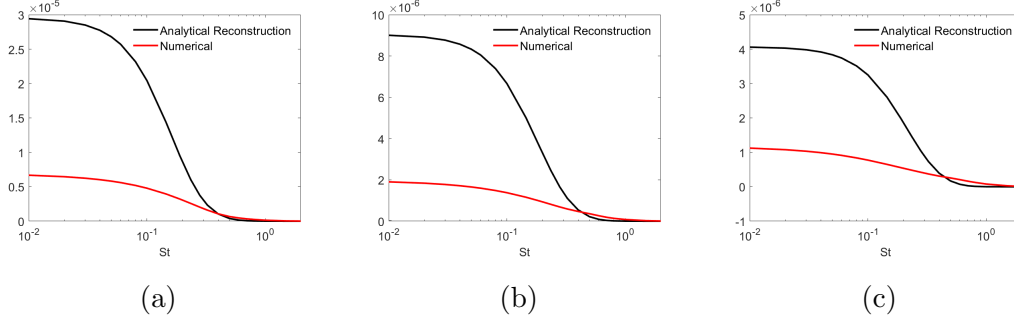 ×10⁻⁵
3
2.5
2
1.5
1
0.5
0
10⁻²
10⁻¹
10⁰
St
Analytical Reconstruction
Numerical
(a)
×10⁻⁶
10
8
6
4
2
0
10⁻²
10⁻¹
10⁰
St
Analytical Reconstruction
Numerical
(b)
×10⁻⁶
5
4
3
2
1
0
-1
10⁻²
10⁻¹
10⁰
St
Analytical Reconstruction
Numerical
(c)